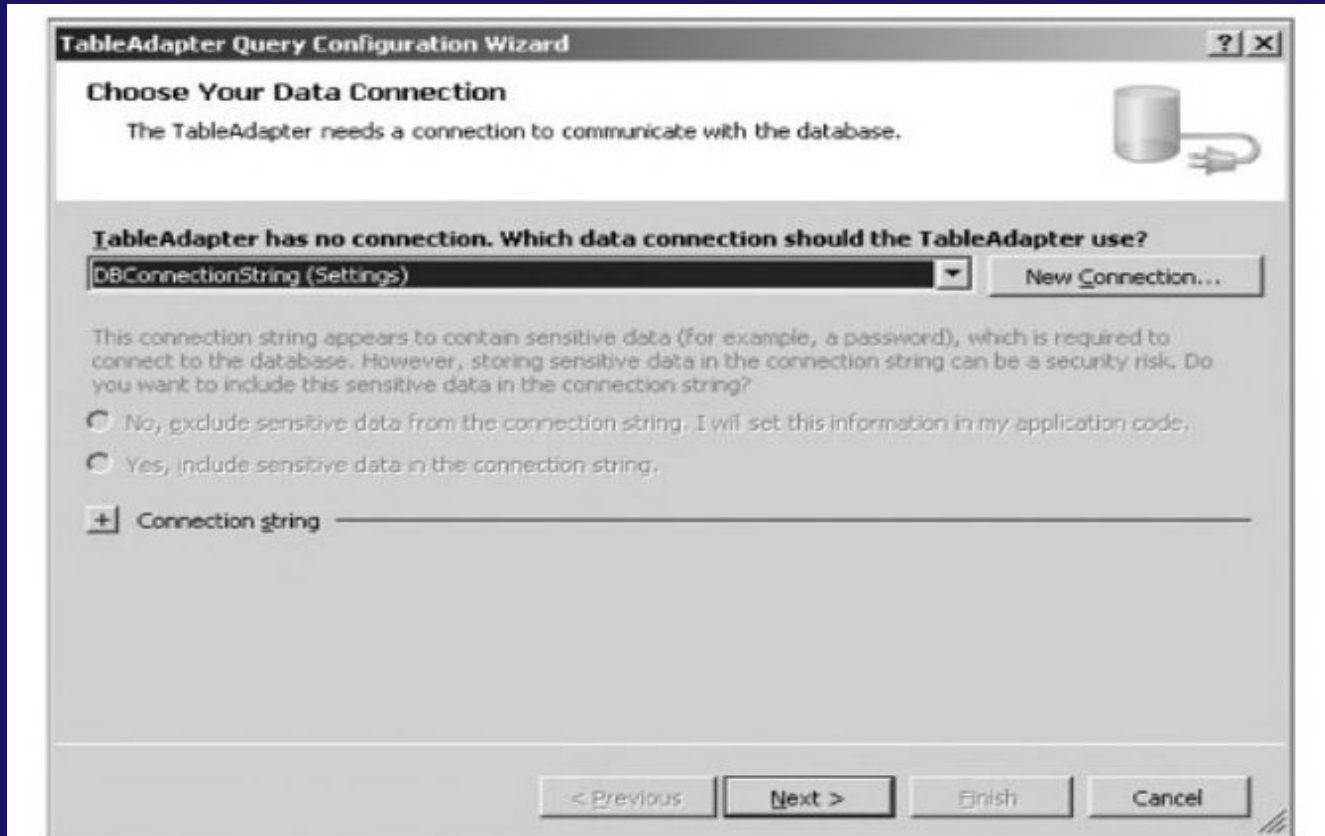 TableAdapter Query Configuration Wizard
Choose Your Data Connection
The TableAdapter needs a connection to communicate with the database.
TableAdapter has no connection. Which data connection should the TableAdapter use?
DBConnectionString (Settings)
New Connection...
This connection string appears to contain sensitive data (for example, a password), which is required to
connect to the database. However, storing sensitive data in the connection string can be a security risk. Do
you want to include this sensitive data in the connection string?
No, exclude sensitive data from the connection string. I will set this information in my application code.
Yes, include sensitive data in the connection string.
Connection string
< Previous
Next >
Finish
Cancel